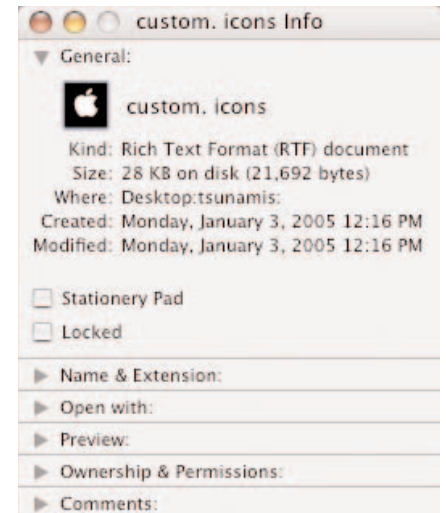 custom. icons Info
General:
custom. icons
Kind: Rich Text Format (RTF) document
Size: 28 KB on disk (21,692 bytes)
Where: Desktop:tsunamis:
Created: Monday, January 3, 2005 12:16 PM
Modified: Monday, January 3, 2005 12:16 PM
Stationery Pad
Locked
Name & Extension:
Open with:
Preview:
Ownership & Permissions:
Comments: